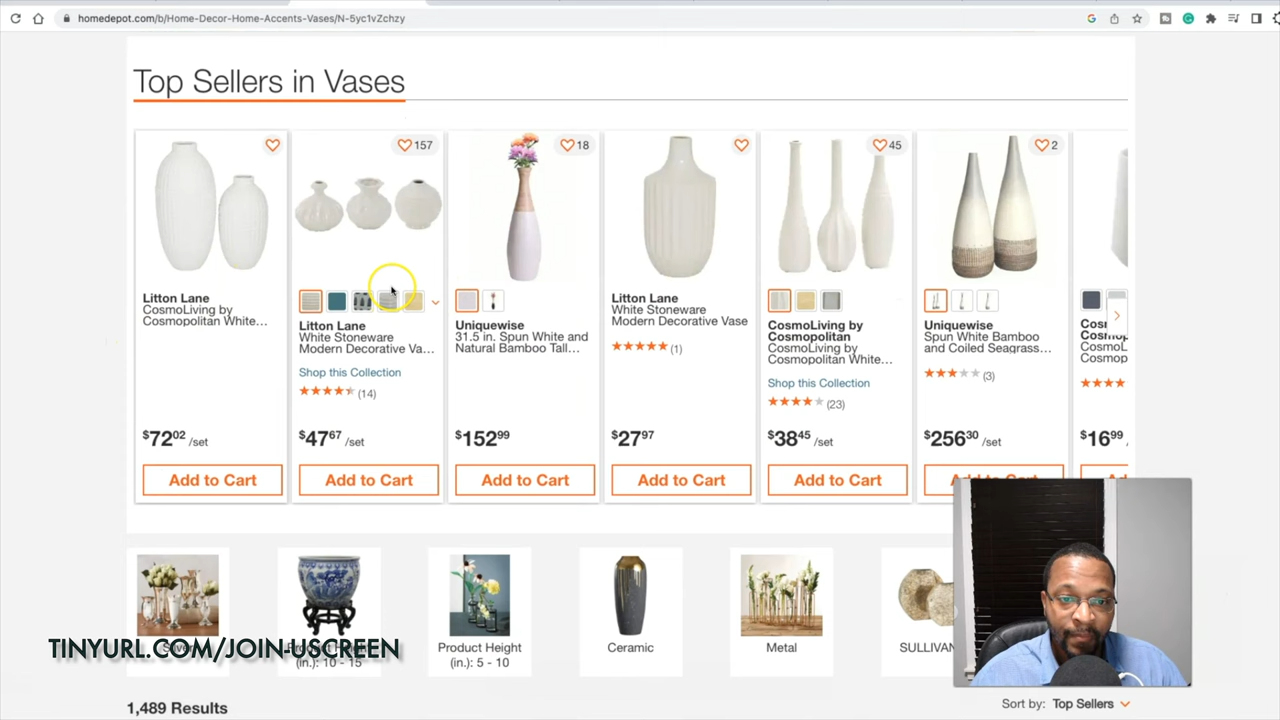 homedepot.com/b/Home-Decor-Home-Accents-Vases/N-5yc1vZchzy
Top Sellers in Vases
157
18
45
2
Litton Lane
CosmoLiving by
Cosmopolitan White...
$72 02 /set
Add to Cart
Litton Lane
White Stoneware
Modern Decorative Va...
Shop this Collection
(14)
$47 67 /set
Add to Cart
Uniquewise
31.5 in. Spun White and
Natural Bamboo Tall...
$152 99
Add to Cart
Litton Lane
White Stoneware
Modern Decorative Vase
(1)
$27 97
Add to Cart
CosmoLiving by
Cosmopolitan
CosmoLiving by
Cosmopolitan White...
Shop this Collection
(23)
$38 45 /set
Add to Cart
Uniquewise
Spun White Bamboo
and Coiled Seagrass...
(3)
$256 30 /set
Add to Cart
Cosm
Cosmo
CosmoL
Cosmop
$16 99
Add
Product Height
(in.): 10 - 15
Product Height
(in.): 5 - 10
Ceramic
Metal
SULLIVAN
TINYURL.COM/JOIN-USCREEN
1,489 Results
Sort by: Top Sellers